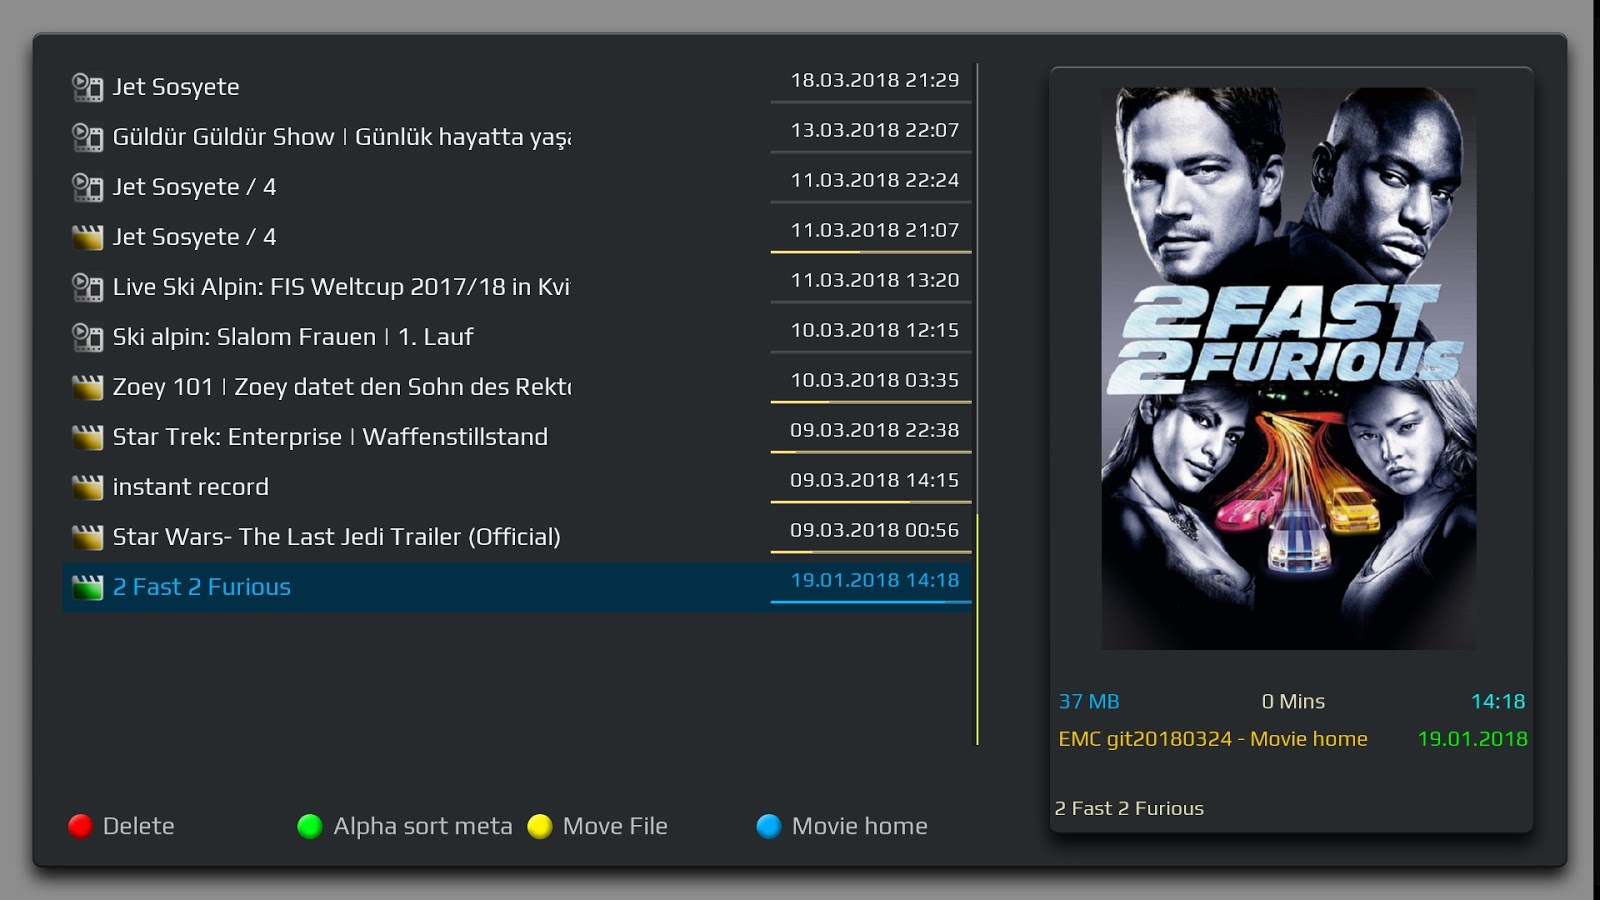 Jet Sosyete 18.03.2018 21:29
Güldür Güldür Show | Günlük hayatta 13.03.2018 22:07
Jet Sosyete / 4 11.03.2018 22:24
Jet Sosyete / 4 11.03.2018 21:07
Live Ski Alpin: FIS Weltcup 2017/18 in 11.03.2018 13:20
Ski alpin: Slalom Frauen | 1. Lauf 10.03.2018 12:15
Zoey 101 | Zoey datet den Sohn des 10.03.2018 03:35
Star Trek: Enterprise | Waffenstillstand 09.03.2018 22:38
instant record 09.03.2018 14:15
Star Wars- The Last Jedi Trailer (Official) 09.03.2018 00:56
2 Fast 2 Furious 19.01.2018 14:18
Delete Alpha sort meta Move File Movie home
2 FAST
2 FURIOUS
37 MB 0 Mins 14:18
EMC git20180324 - Movie home 19.01.2018
2 Fast 2 Furious